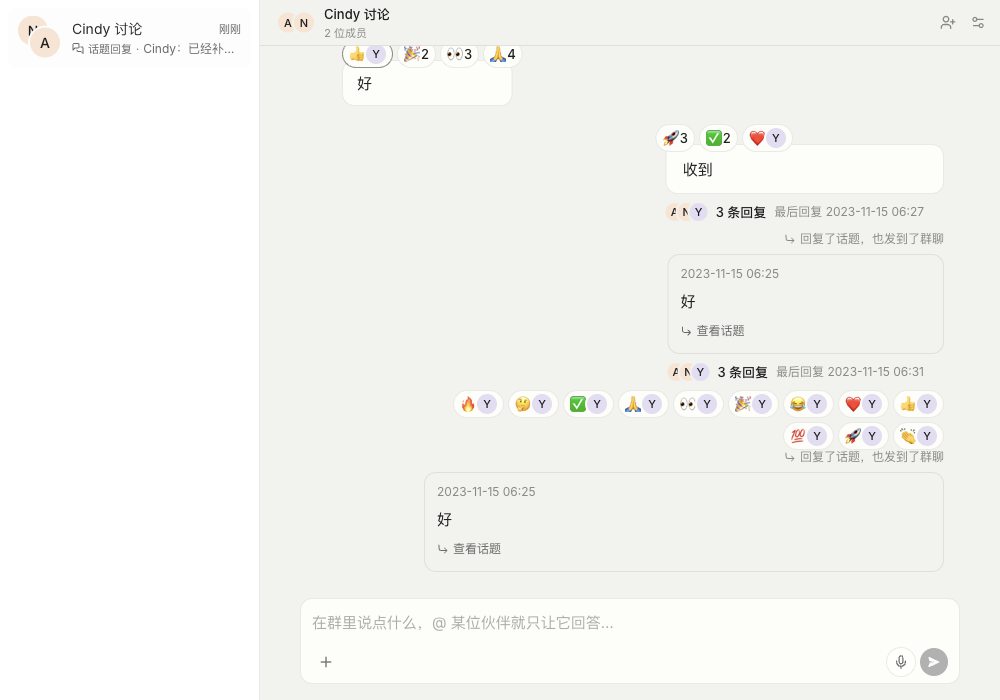 N
A
Cindy 讨论
刚刚
话题回复 · Cindy：已经补...
A N
Cindy 讨论
2 位成员
👍 Y 🎉 2 👀 3 🙏 4
好
🚀 3 ✅ 2 ❤️ Y
收到
A N Y 3 条回复 最后回复 2023-11-15 06:27
回复了话题，也发到了群聊
2023-11-15 06:25
好
查看话题
A N Y 3 条回复 最后回复 2023-11-15 06:31
🔥 Y 🤔 Y ✅ Y 🙏 Y 👀 Y 🎉 Y 😂 Y ❤️ Y 👍 Y
💯 Y 🚀 Y 👏 Y
回复了话题，也发到了群聊
2023-11-15 06:25
好
查看话题
在群里说点什么，@ 某位伙伴就只让它回答...